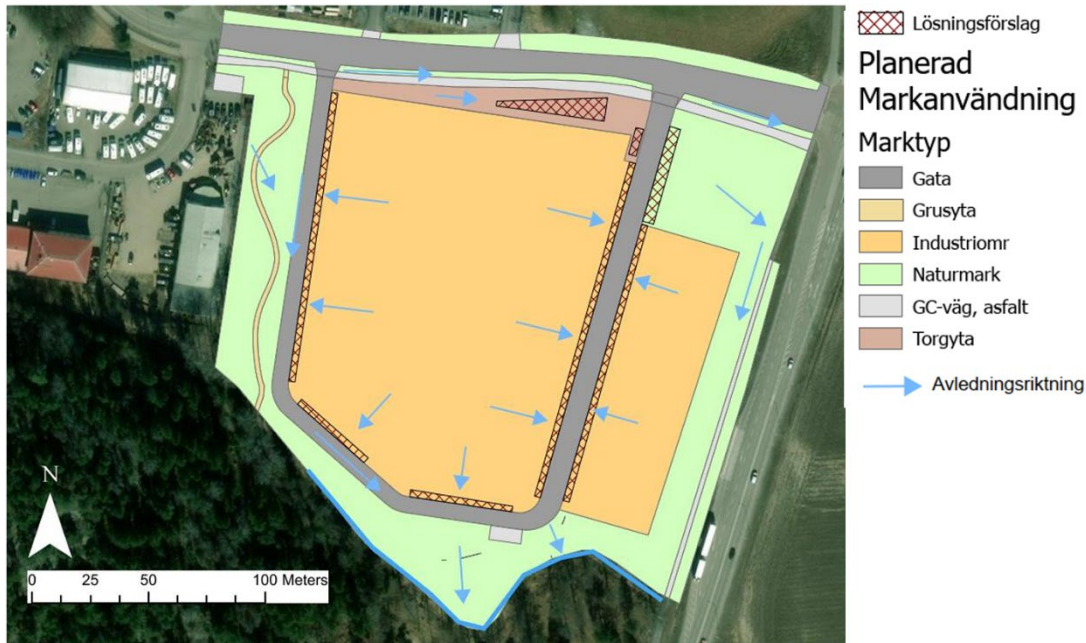 Lösningsförslag
Planerad
Markanvändning
Marktyp
Gata
Grusyta
Industriomr
Naturmark
GC-väg, asfalt
Torgyta
Avledningsriktning
N
0 25 50 100 Meters